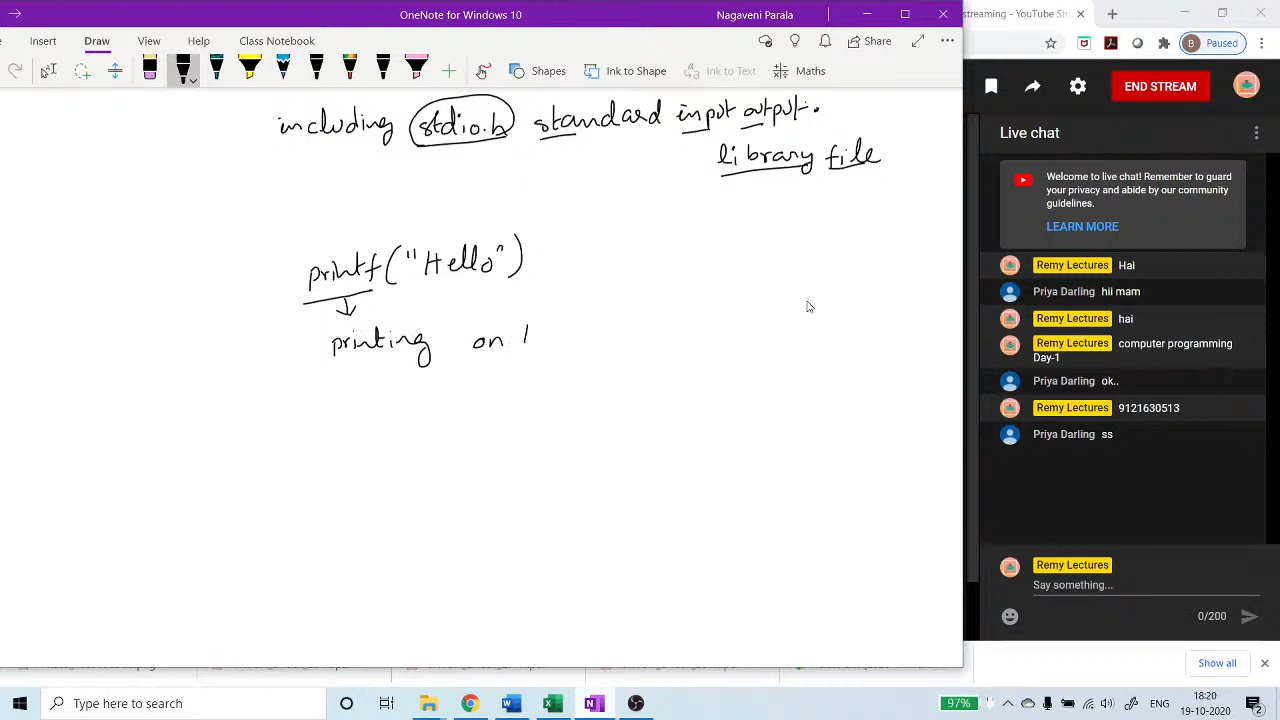 OneNote for Windows 10
Nagaveni Parala
streaming - YouTube St
Insert Draw View Help Class Notebook
Share
B Paused
Shapes Ink to Shape Ink to Text Maths
END STREAM
including stdio.h standard input output.
library file
printf("Hello")
printing on
Live chat
Welcome to live chat! Remember to guard
your privacy and abide by our community
guidelines.
LEARN MORE
Remy Lectures Hai
Priya Darling hii mam
Remy Lectures hai
Remy Lectures computer programming
Day-1
Priya Darling ok..
Remy Lectures 9121630513
Priya Darling ss
Remy Lectures
Say something...
0/200
Show all
Type here to search
97%
ENG
18:20
19-10-2020
2